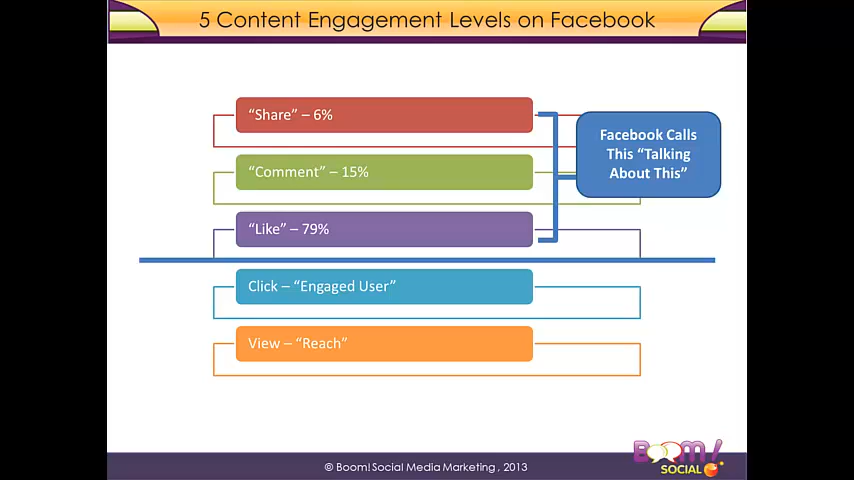 5 Content Engagement Levels on Facebook
“Share” – 6%
Facebook Calls
This “Talking
About This”
“Comment” – 15%
“Like” – 79%
Click – “Engaged User”
View – “Reach”
BOOM!
SOCIAL
© Boom! Social Media Marketing , 2013